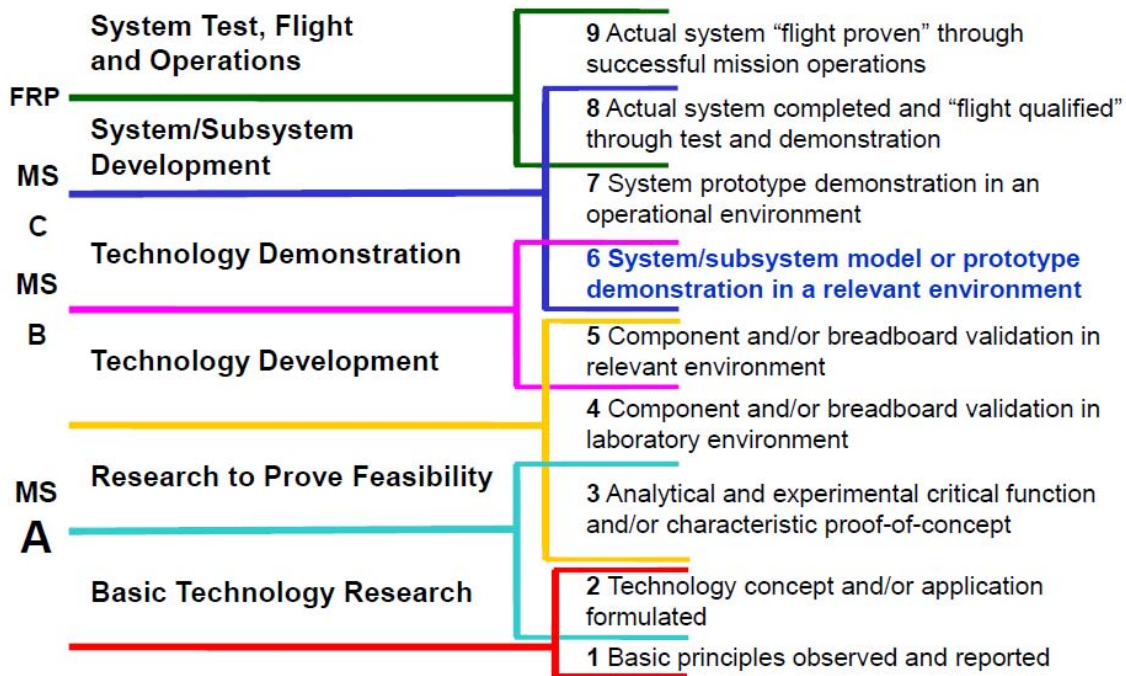 System Test, Flight
and Operations
9 Actual system “flight proven” through
successful mission operations
FRP
System/Subsystem
Development
8 Actual system completed and “flight qualified”
through test and demonstration
MS
C
7 System prototype demonstration in an
operational environment
Technology Demonstration
6 System/subsystem model or prototype
demonstration in a relevant environment
MS
B
Technology Development
5 Component and/or breadboard validation in
relevant environment
4 Component and/or breadboard validation in
laboratory environment
Research to Prove Feasibility
MS
A
3 Analytical and experimental critical function
and/or characteristic proof-of-concept
Basic Technology Research
2 Technology concept and/or application
formulated
1 Basic principles observed and reported